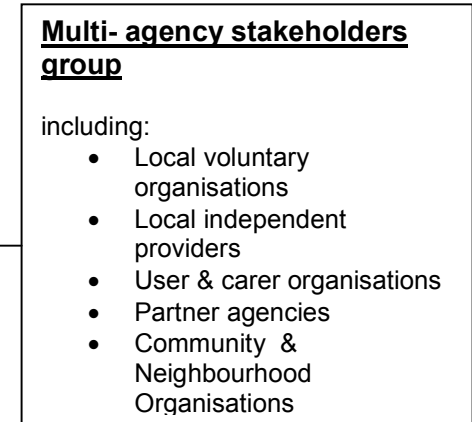 Multi- agency stakeholders
group
including:
• Local voluntary
organisations
• Local independent
providers
• User & carer organisations
• Partner agencies
• Community &
Neighbourhood
Organisations